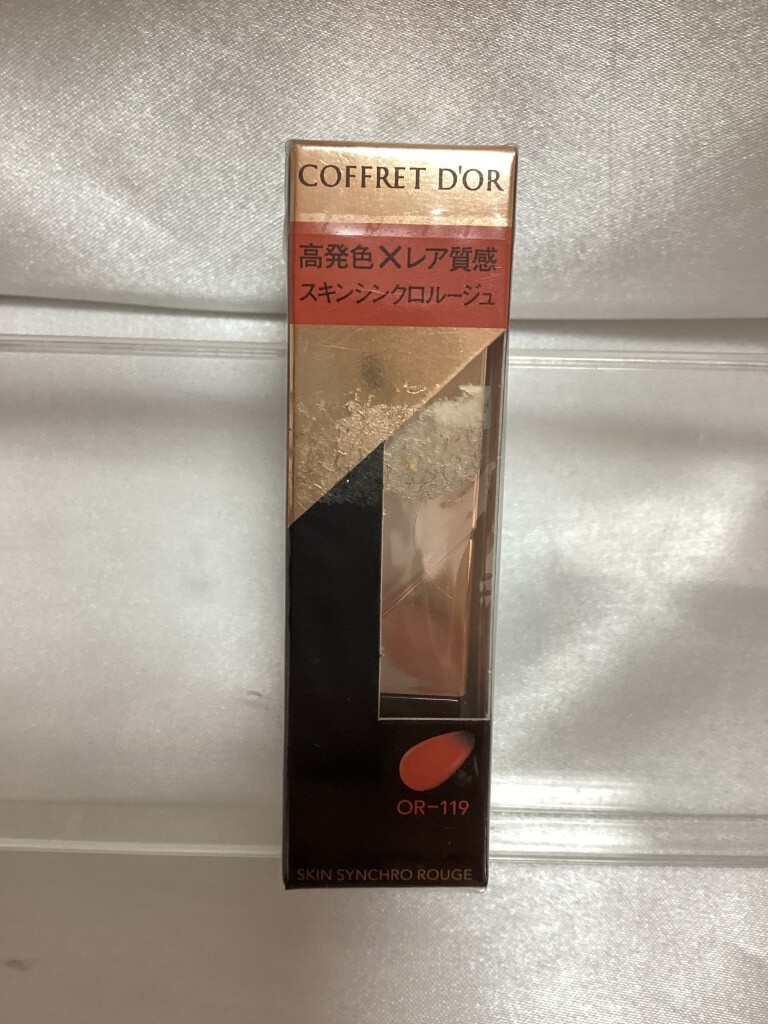 COFFRET D'OR
高発色×レア質感
スキンシンクロルージュ
OR-119
SKIN SYNCHRO ROUGE